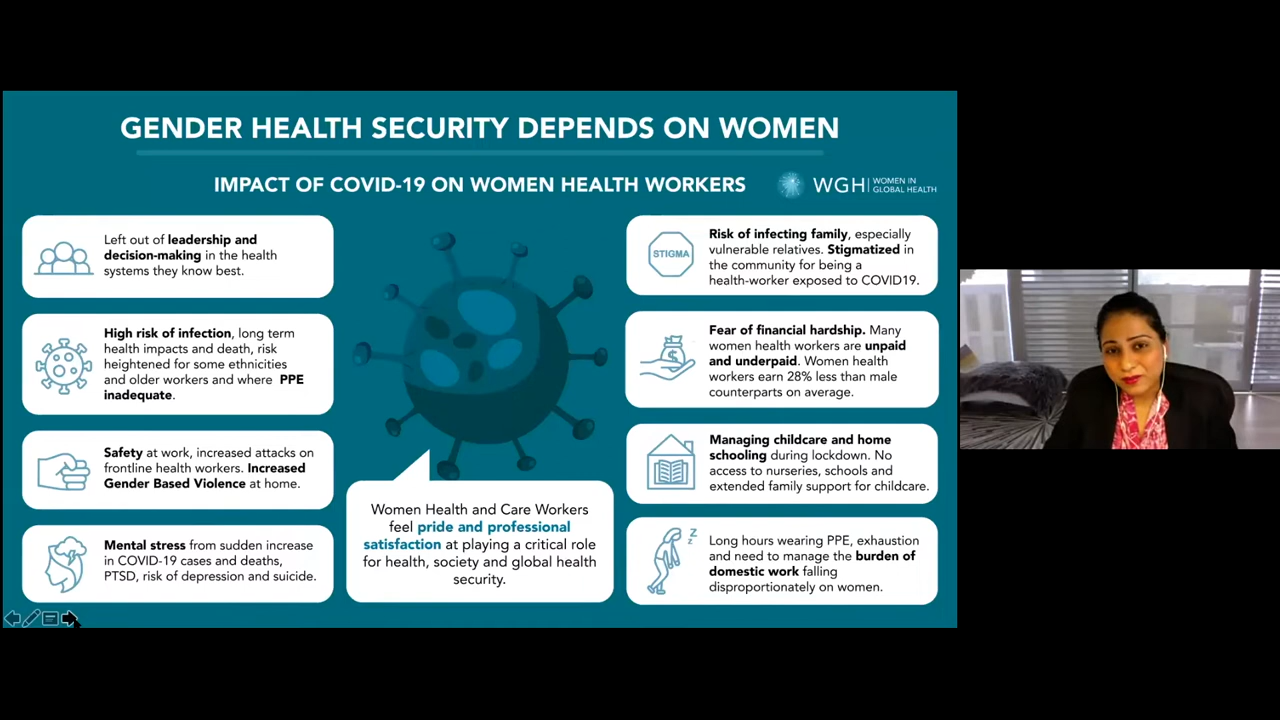 GENDER HEALTH SECURITY DEPENDS ON WOMEN
IMPACT OF COVID-19 ON WOMEN HEALTH WORKERS
WGH
WOMEN IN
GLOBAL HEALTH
Left out of leadership and
decision-making in the health
systems they know best.
High risk of infection, long term
health impacts and death, risk
heightened for some ethnicities
and older workers and where PPE
inadequate.
Safety at work, increased attacks on
frontline health workers. Increased
Gender Based Violence at home.
Mental stress from sudden increase
in COVID-19 cases and deaths,
PTSD, risk of depression and suicide.
Women Health and Care Workers
feel pride and professional
satisfaction at playing a critical role
for health, society and global health
security.
STIGMA
Risk of infecting family, especially
vulnerable relatives. Stigmatized in
the community for being a
health-worker exposed to COVID19.
Fear of financial hardship. Many
women health workers are unpaid
and underpaid. Women health
workers earn 28% less than male
counterparts on average.
Managing childcare and home
schooling during lockdown. No
access to nurseries, schools and
extended family support for childcare.
Z
Z
Long hours wearing PPE, exhaustion
and need to manage the burden of
domestic work falling
disproportionately on women.